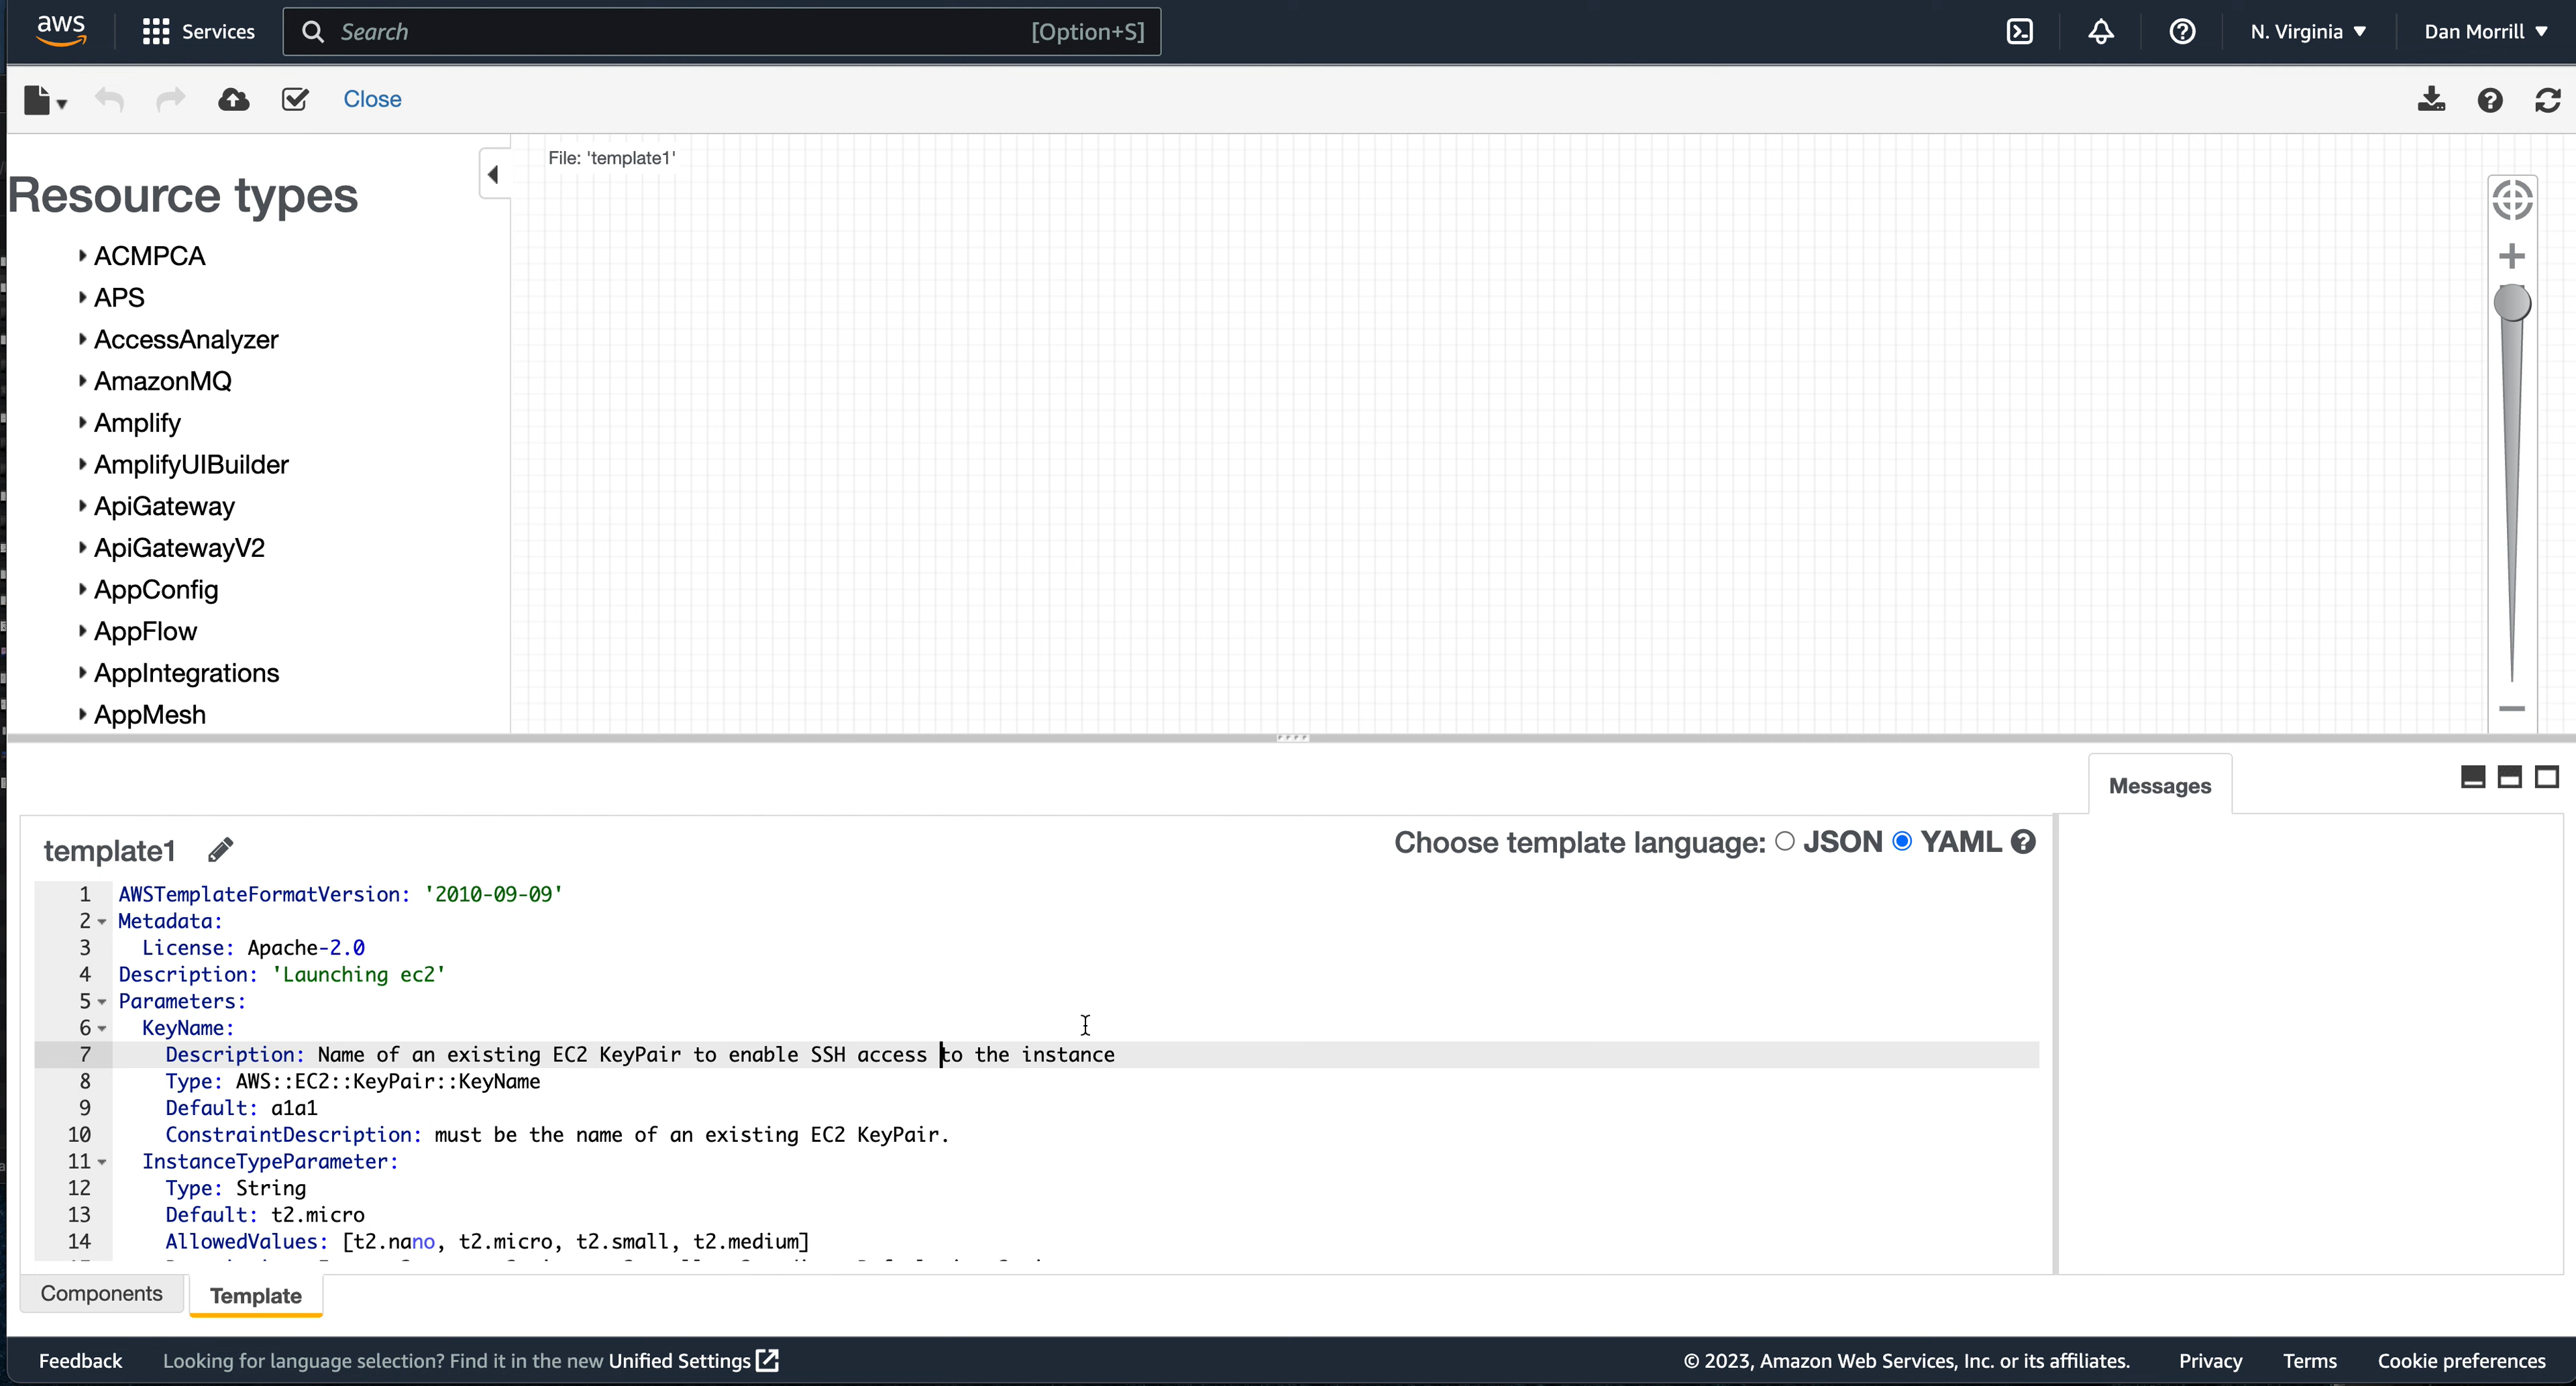 aws
Services
Search
[Option+S]
N. Virginia
Dan Morrill
Close
Resource types
File: 'template1'
ACMPCA
APS
AccessAnalyzer
AmazonMQ
Amplify
AmplifyUIBuilder
ApiGateway
ApiGatewayV2
AppConfig
AppFlow
AppIntegrations
AppMesh
Messages
template1
Choose template language: JSON YAML
1 AWSTemplateFormatVersion: '2010-09-09'
2 Metadata:
3 License: Apache-2.0
4 Description: 'Launching ec2'
5 Parameters:
6 KeyName:
7 Description: Name of an existing EC2 KeyPair to enable SSH access to the instance
8 Type: AWS::EC2::KeyPair::KeyName
9 Default: a1a1
10 ConstraintDescription: must be the name of an existing EC2 KeyPair.
11 InstanceTypeParameter:
12 Type: String
13 Default: t2.micro
14 AllowedValues: [t2.nano, t2.micro, t2.small, t2.medium]
Components
Template
Feedback
Looking for language selection? Find it in the new Unified Settings
© 2023, Amazon Web Services, Inc. or its affiliates.
Privacy
Terms
Cookie preferences